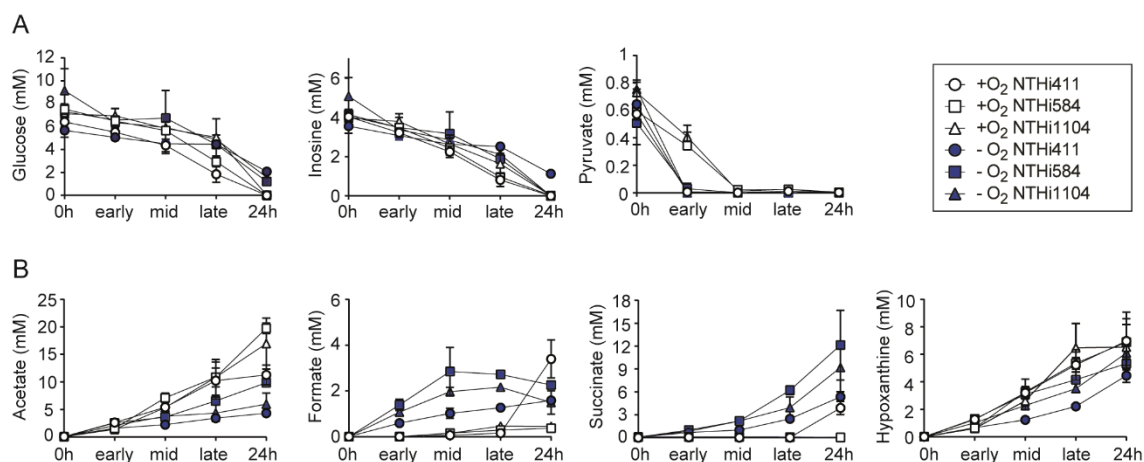 A
Glucose (mM)
12
10
8
6
4
2
0
0h early mid late 24h
Inosine (mM)
6
4
2
0
0h early mid late 24h
Pyruvate (mM)
1
0.8
0.6
0.4
0.2
0
0h early mid late 24h
+O2 NTHi411
+O2 NTHi584
+O2 NTHi1104
- O2 NTHi411
- O2 NTHi584
- O2 NTHi1104
B
Acetate (mM)
25
20
15
10
5
0
0h early mid late 24h
Formate (mM)
6
4
2
0
0h early mid late 24h
Succinate (mM)
18
15
12
9
6
3
0
0h early mid late 24h
Hypoxanthine (mM)
10
8
6
4
2
0
0h early mid late 24h